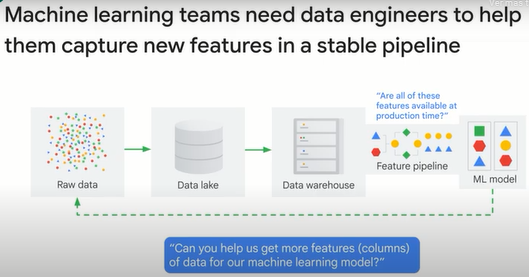 Machine learning teams need data engineers to help
them capture new features in a stable pipeline
“Are all of these
features available at
production time?”
Raw data
Data lake
Data warehouse
Feature pipeline
ML model
“Can you help us get more features (columns)
of data for our machine learning model?”